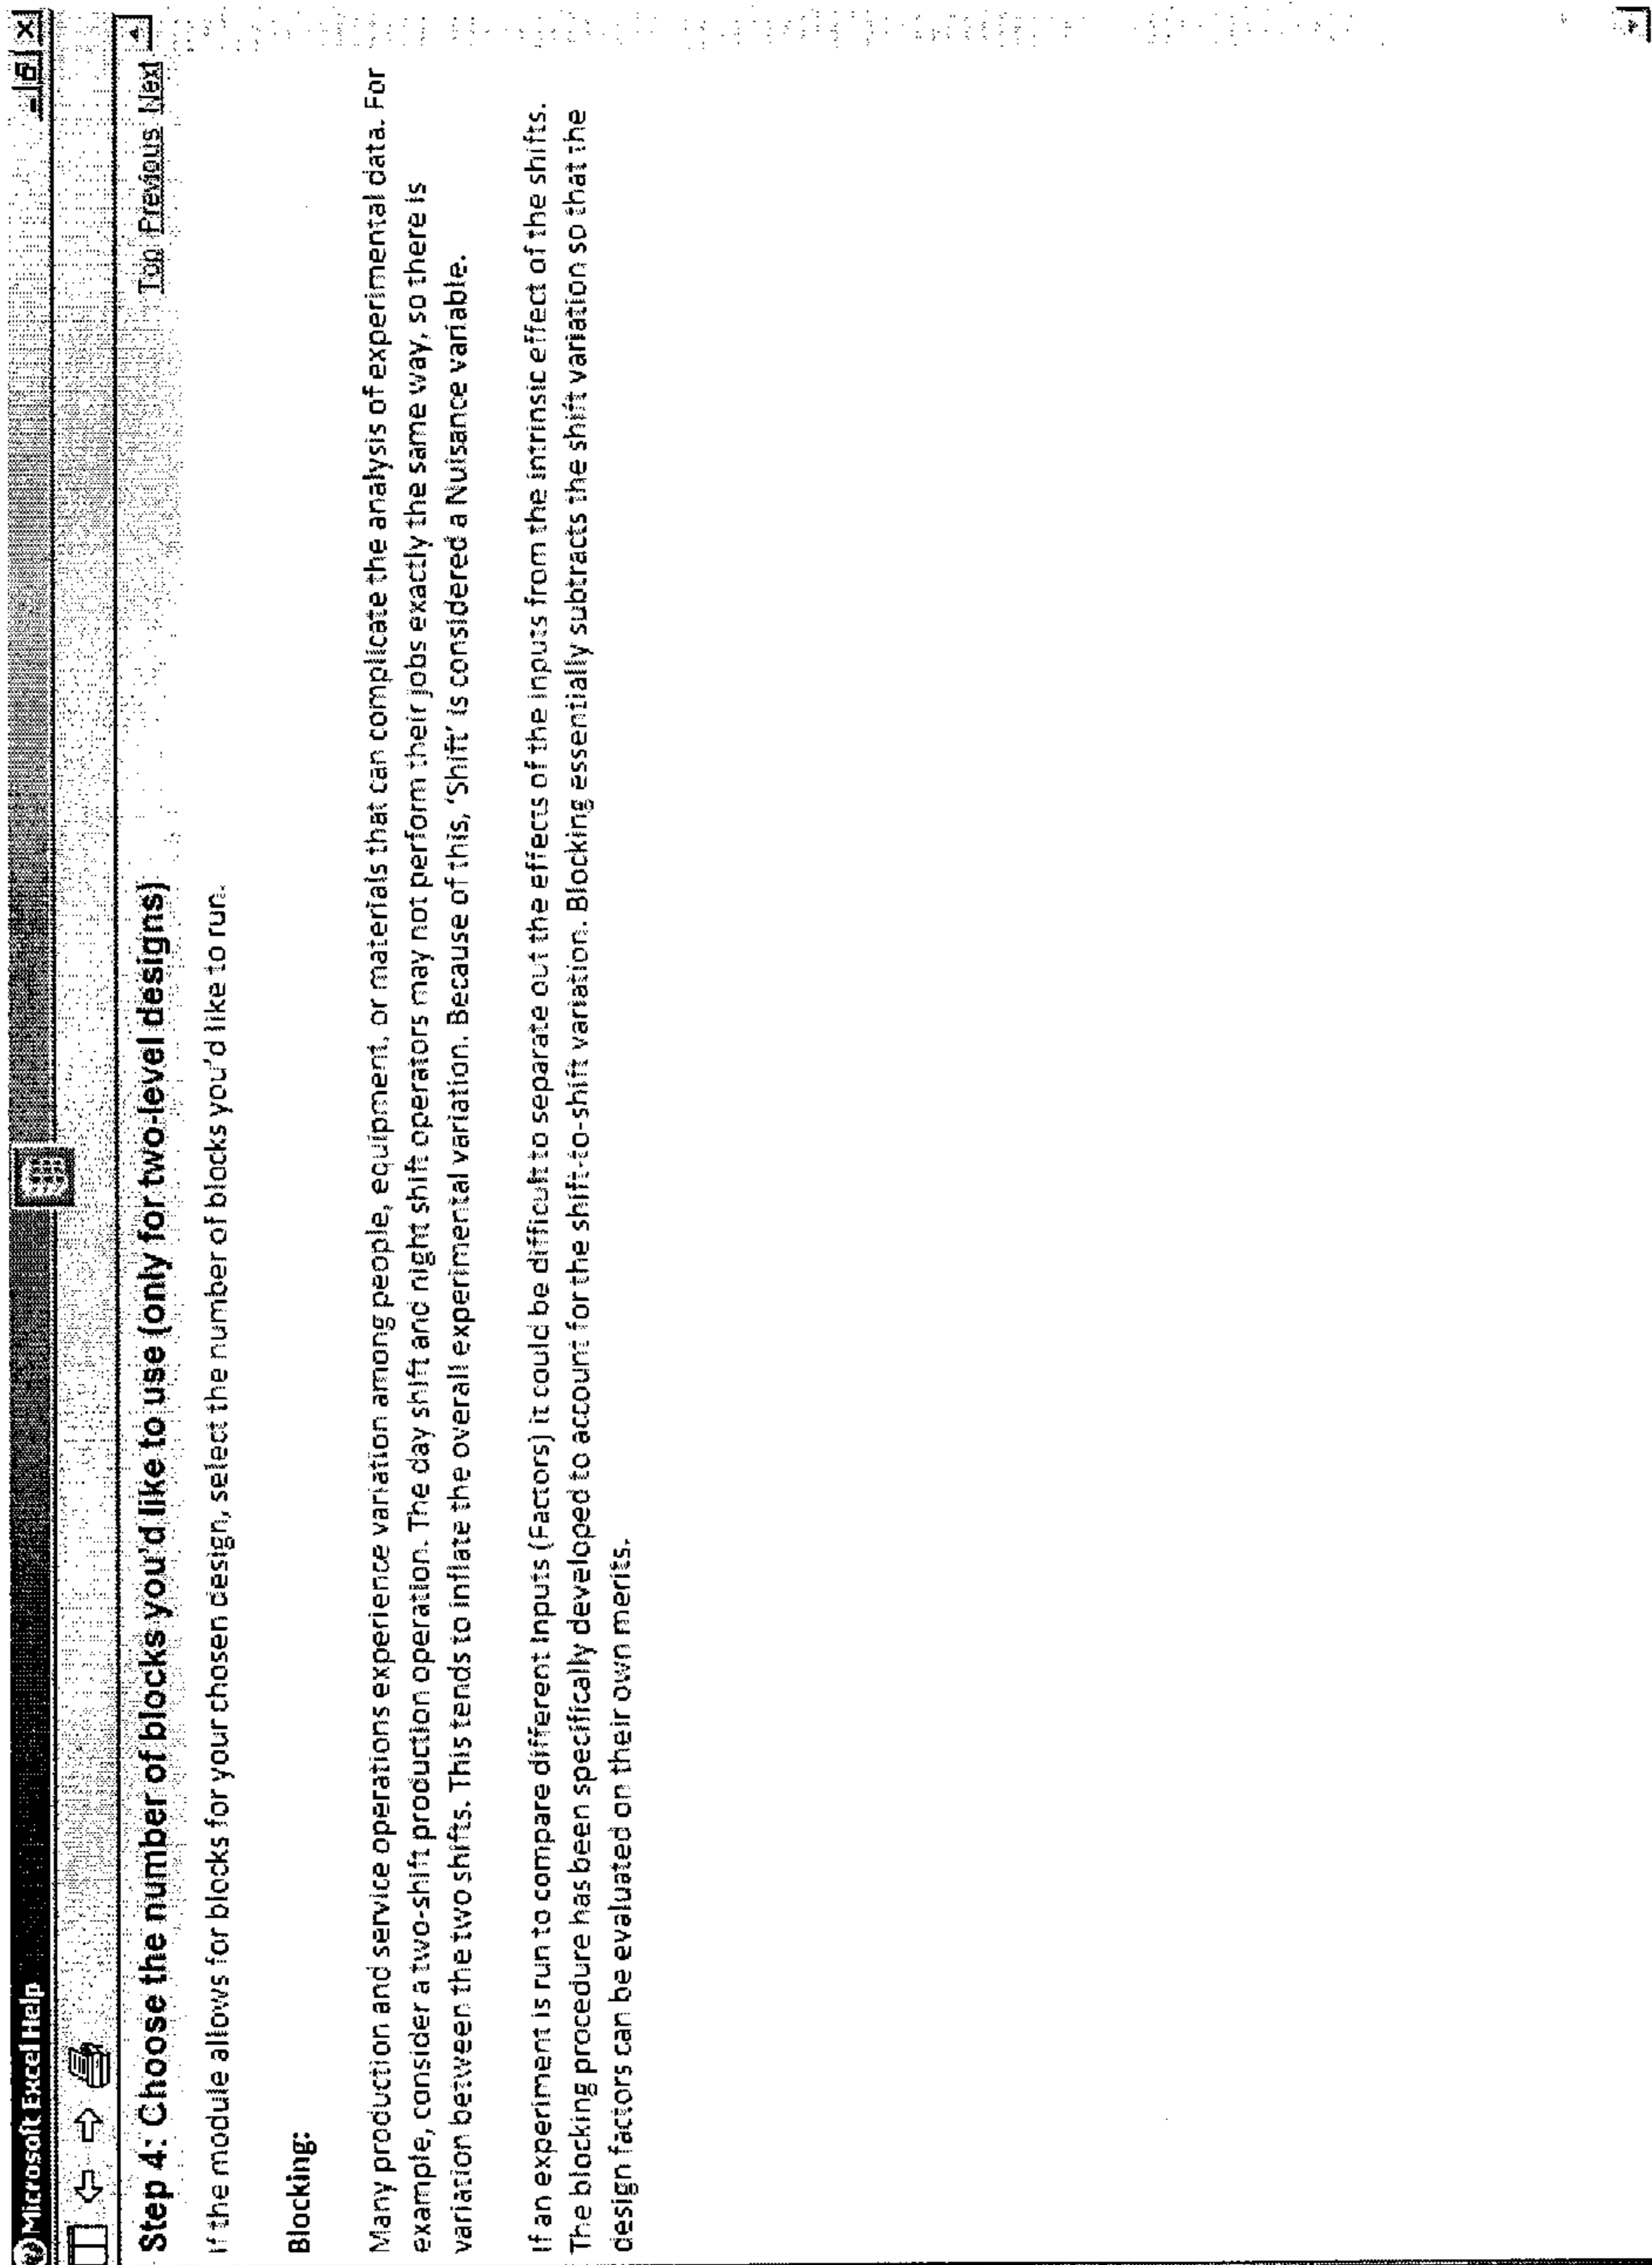 Microsoft Excel Help
Top Previous Next
Step 4: Choose the number of blocks you'd like to use (only for two-level designs)
If the module allows for blocks for your chosen design, select the number of blocks you'd like to run.
Blocking:
Many production and service operations experience variation among people, equipment, or materials that can complicate the analysis of experimental data. For
example, consider a two-shift production operation. The day shift and night shift operators may not perform their jobs exactly the same way, so there is
variation between the two shifts. This tends to inflate the overall experimental variation. Because of this, ‘Shift’ is considered a Nuisance variable.
If an experiment is run to compare different Inputs (Factors) it could be difficult to separate out the effects of the inputs from the intrinsic effect of the shifts.
The blocking procedure has been specifically developed to account for the shift-to-shift variation. Blocking essentially subtracts the shift variation so that the
design factors can be evaluated on their own merits.